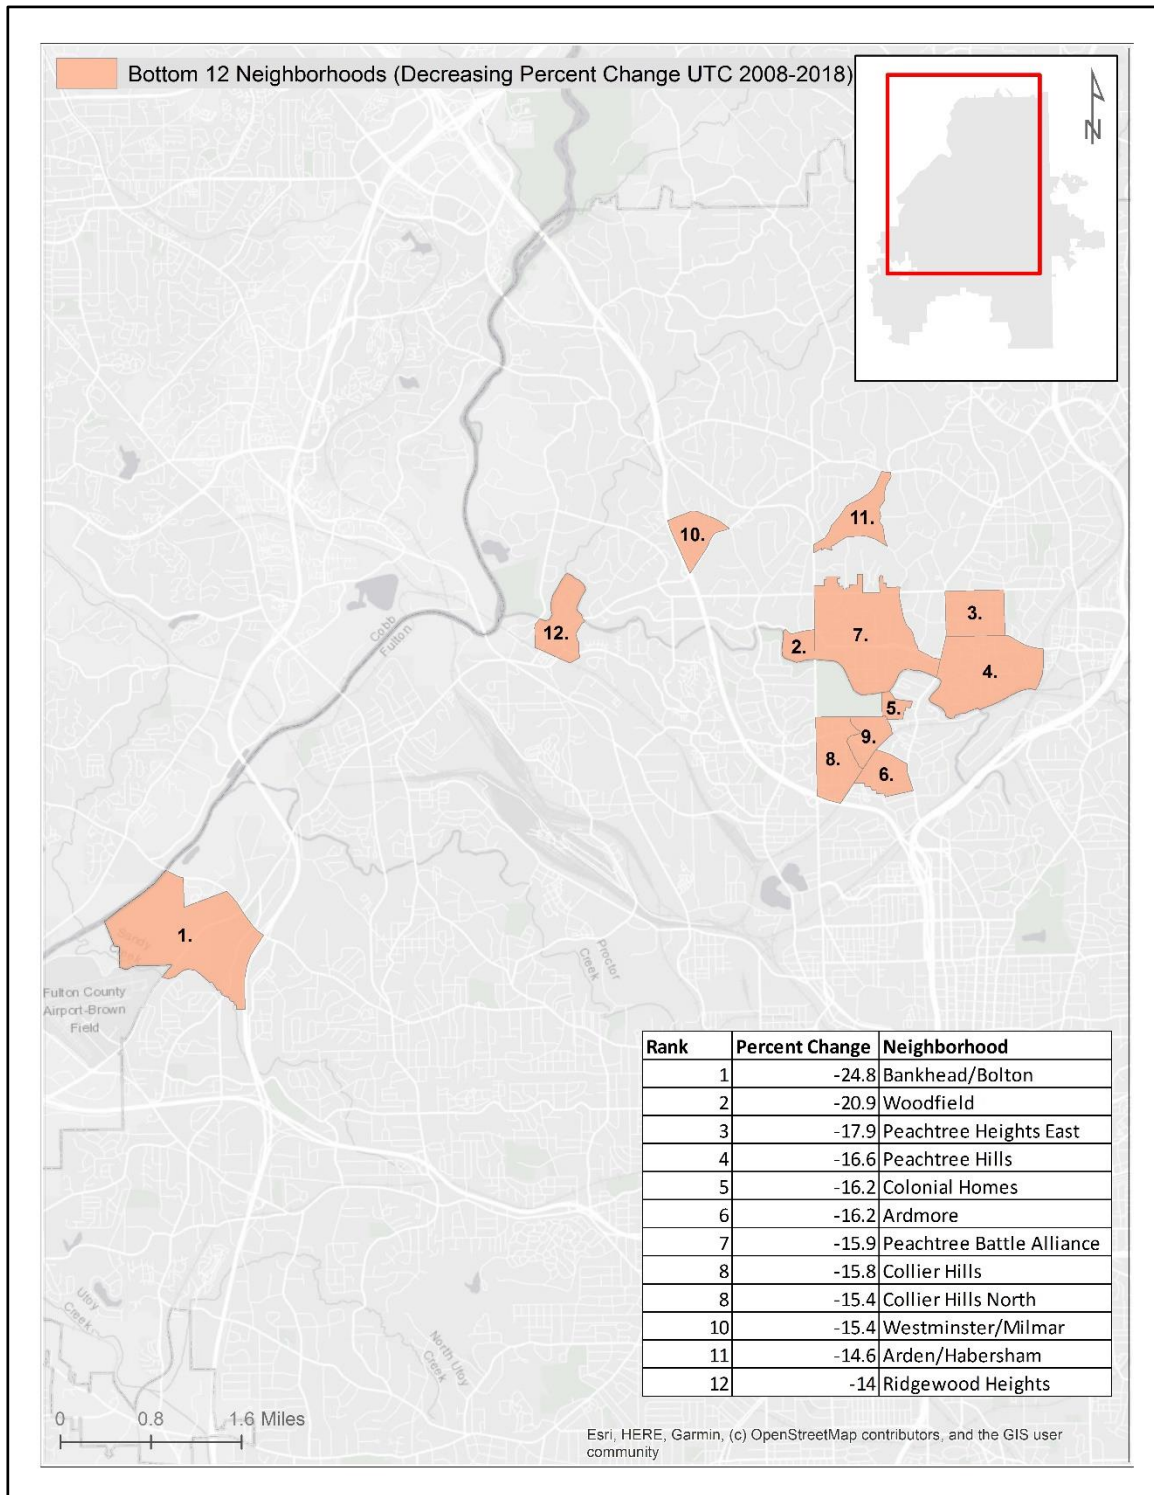 Bottom 12 Neighborhoods (Decreasing Percent Change UTC 2008-2018)
N
11.
10.
3.
12.
Cobb
Fulton
2.
7.
4.
5.
9.
8.
6.
1.
Sandy
Creek
Proctor
Creek
Fulton County
Airport-Brown
Field
Rank Percent Change Neighborhood
1 -24.8 Bankhead/Bolton
2 -20.9 Woodfield
3 -17.9 Peachtree Heights East
4 -16.6 Peachtree Hills
5 -16.2 Colonial Homes
6 -16.2 Ardmore
7 -15.9 Peachtree Battle Alliance
8 -15.8 Collier Hills
8 -15.4 Collier Hills North
10 -15.4 Westminster/Milmar
11 -14.6 Arden/Habersham
12 -14 Ridgewood Heights
Utoy
Creek
North Utoy
Creek
0 0.8 1.6 Miles
Esri, HERE, Garmin, (c) OpenStreetMap contributors, and the GIS user
community